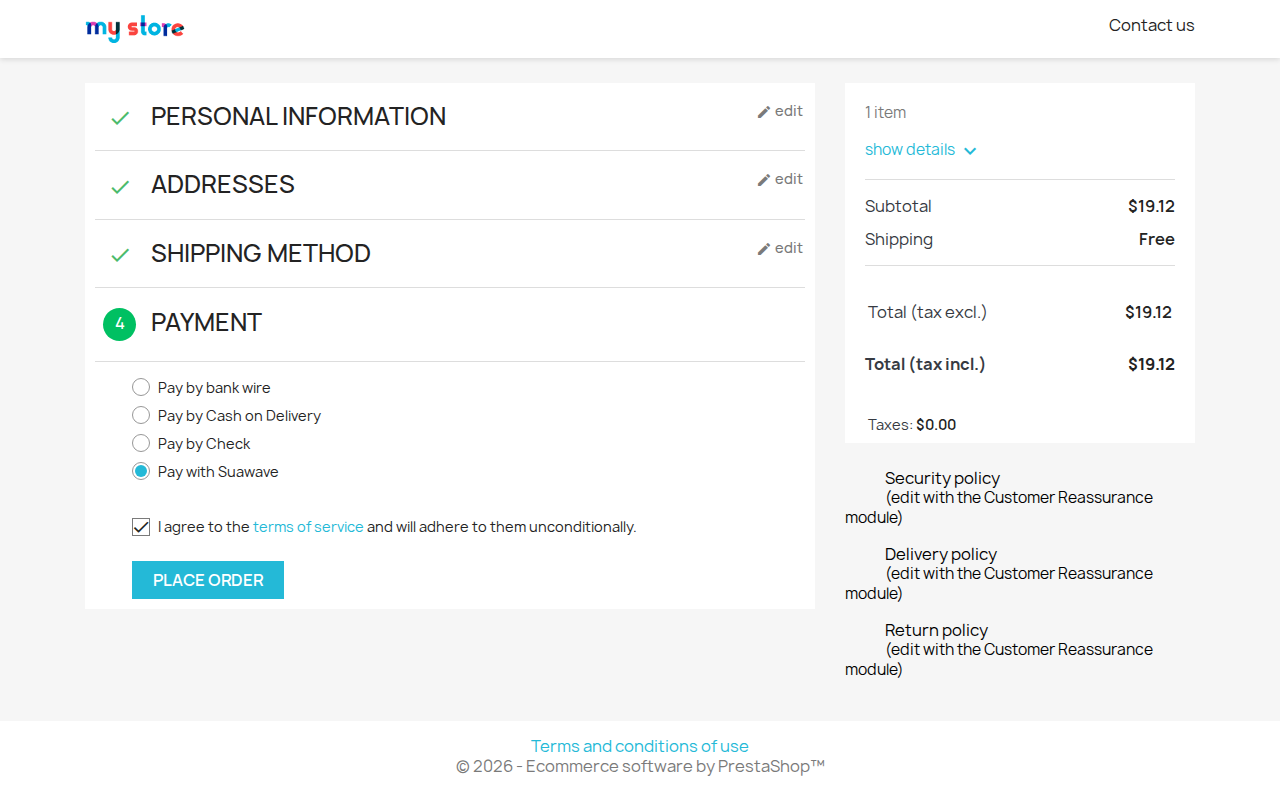 my store
Contact us
PERSONAL INFORMATION
edit
ADDRESSES
edit
SHIPPING METHOD
edit
4 PAYMENT
Pay by bank wire
Pay by Cash on Delivery
Pay by Check
Pay with Suawave
I agree to the terms of service and will adhere to them unconditionally.
PLACE ORDER
1 item
show details
Subtotal $19.12
Shipping Free
Total (tax excl.) $19.12
Total (tax incl.) $19.12
Taxes: $0.00
Security policy
(edit with the Customer Reassurance
module)
Delivery policy
(edit with the Customer Reassurance
module)
Return policy
(edit with the Customer Reassurance
module)
Terms and conditions of use
© 2026 - Ecommerce software by PrestaShop™